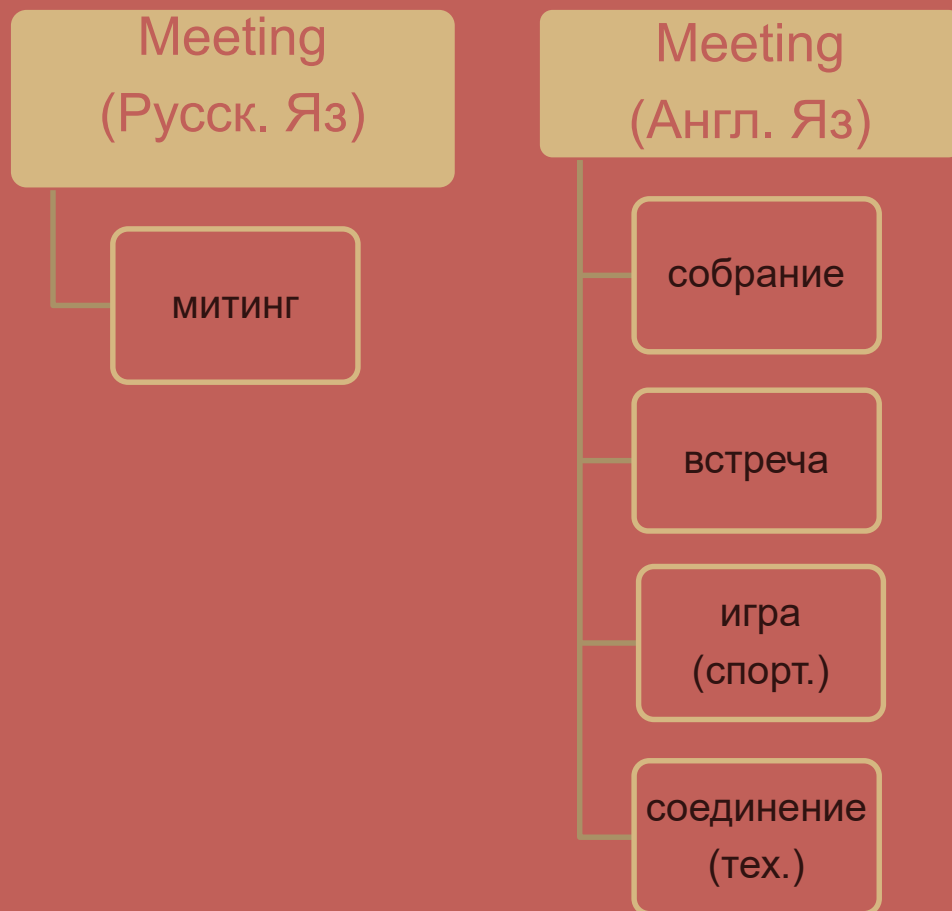 Meeting
(Русск. Яз)
митинг
Meeting
(Англ. Яз)
собрание
встреча
игра
(спорт.)
соединение
(тех.)